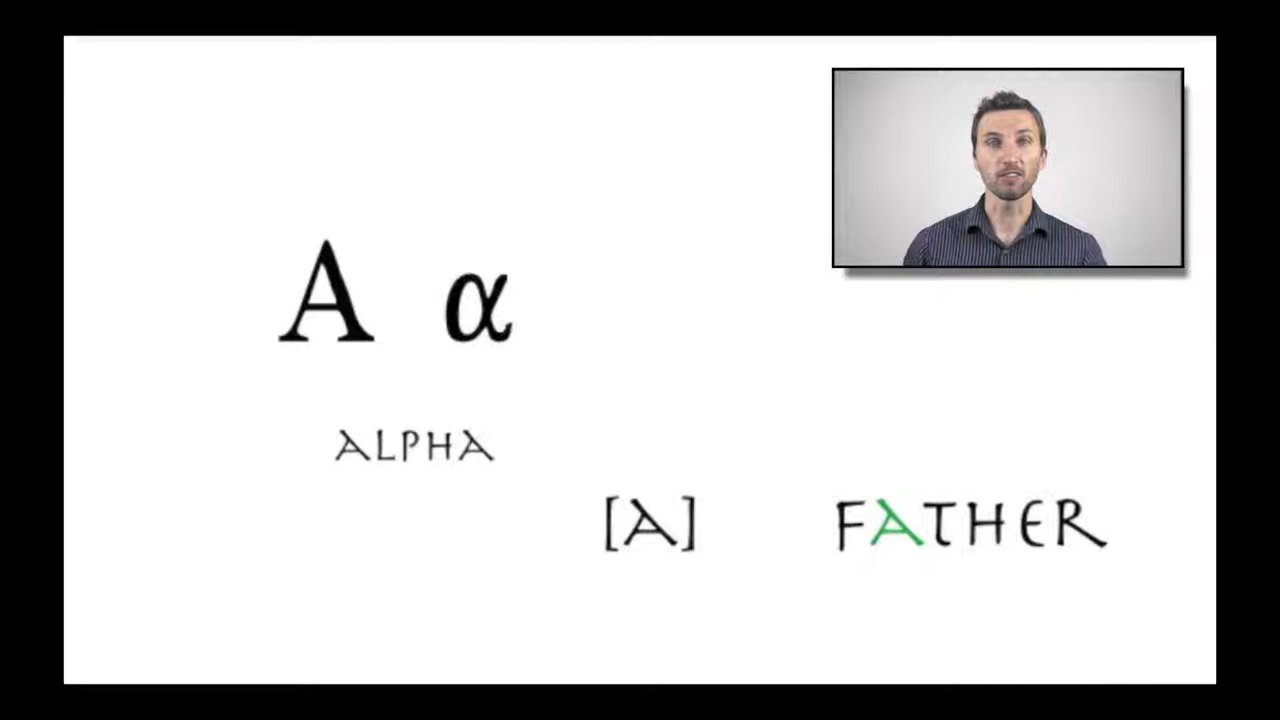 Α α
ALPHA
[A] FATHER